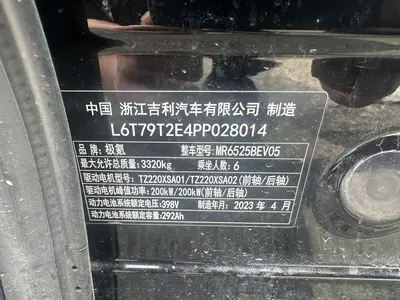 中国 浙江吉利汽车有限公司 制造
L6T79T2E4PP028014
品牌:极氪 整车型号:MR6525BEV05
最大允许总质量:3320kg 乘坐人数:6
驱动电机型号:TZ220XSA01/TZ220XSA02(前轴/后轴)
驱动电机峰值功率:200kW/200kW(前轴/后轴)
动力电池系统额定电压:398V 制造年月:2023 年 4 月
动力电池系统额定容量:292Ah